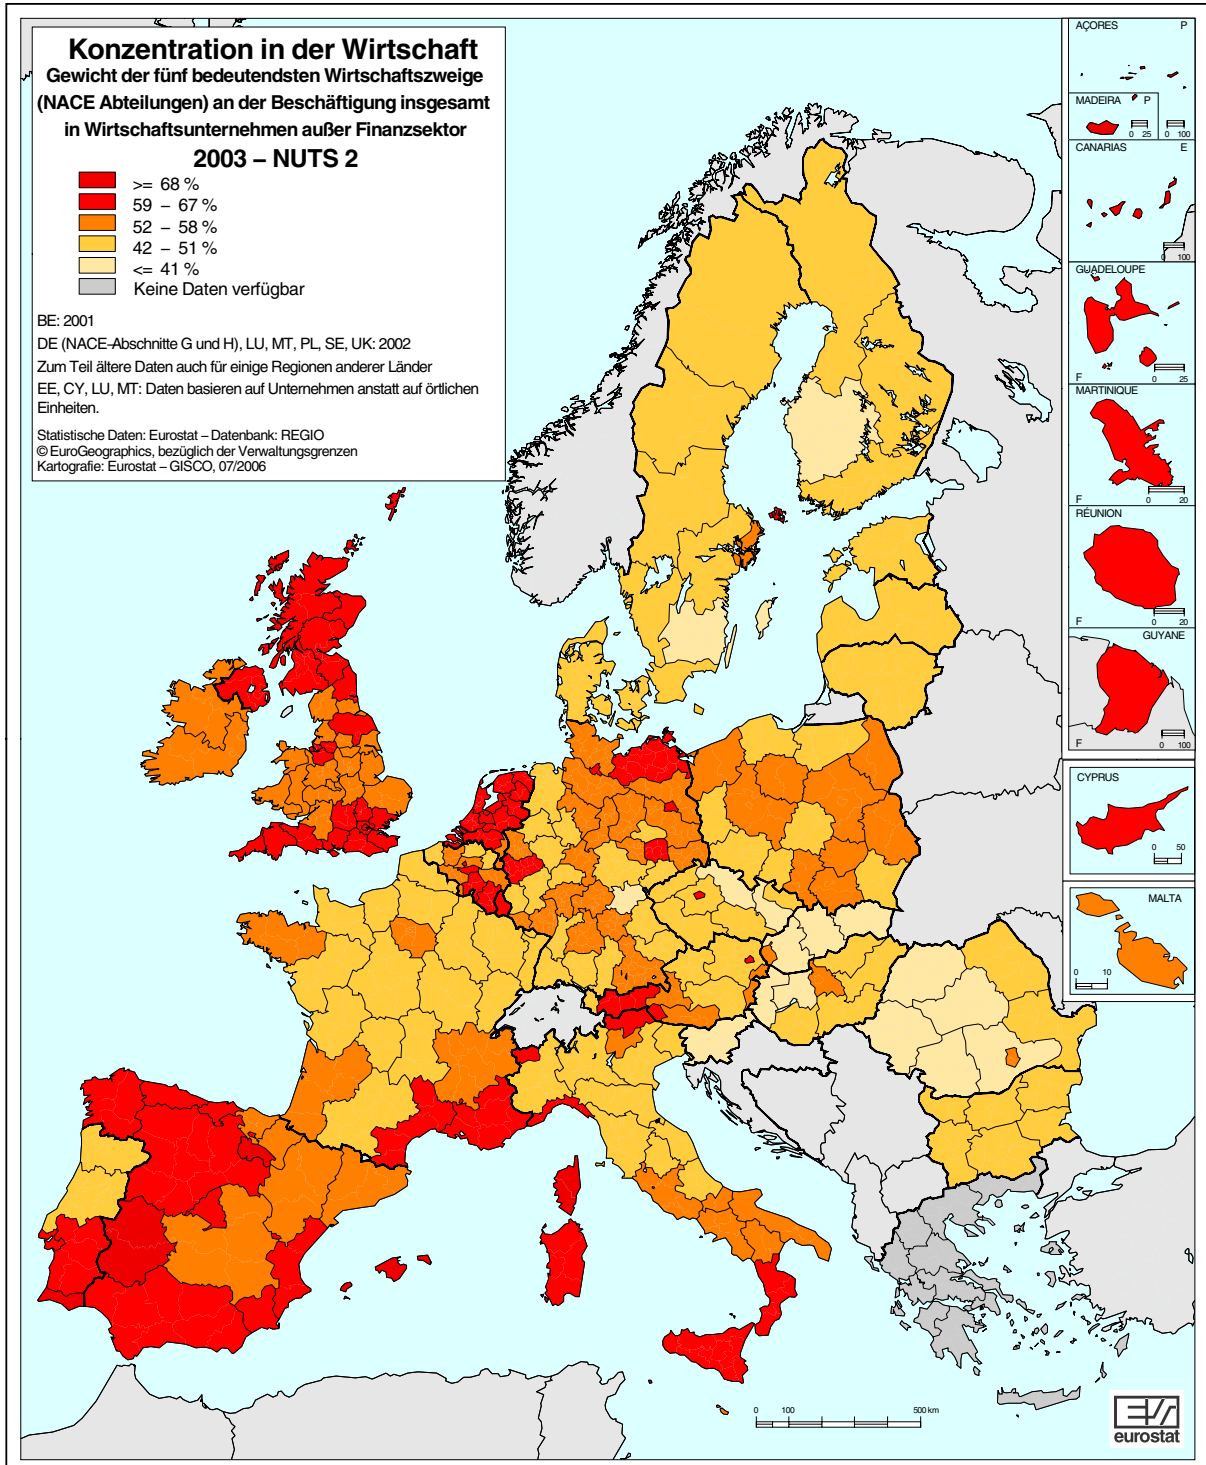 Konzentration in der Wirtschaft
Gewicht der fünf bedeutendsten Wirtschaftszweige
(NACE Abteilungen) an der Beschäftigung insgesamt
in Wirtschaftsunternehmen außer Finanzsektor
2003 – NUTS 2
>= 68 %
59 – 67 %
52 – 58 %
42 – 51 %
<= 41 %
Keine Daten verfügbar
BE: 2001
DE (NACE-Abschnitte G und H), LU, MT, PL, SE, UK: 2002
Zum Teil ältere Daten auch für einige Regionen anderer Länder
EE, CY, LU, MT: Daten basieren auf Unternehmen anstatt auf örtlichen
Einheiten.
Statistische Daten: Eurostat – Datenbank: REGIO
© EuroGeographics, bezüglich der Verwaltungsgrenzen
Kartografie: Eurostat – GISCO, 07/2006
AÇORES P
MADEIRA P
0 25 0 100
CANARIAS E
0 100
GUADELOUPE
F 0 25
MARTINIQUE
F 0 20
RÉUNION
F 0 20
GUYANE
F 0 100
CYPRUS
0 50
MALTA
0 10
0 100 500 km
eurostat